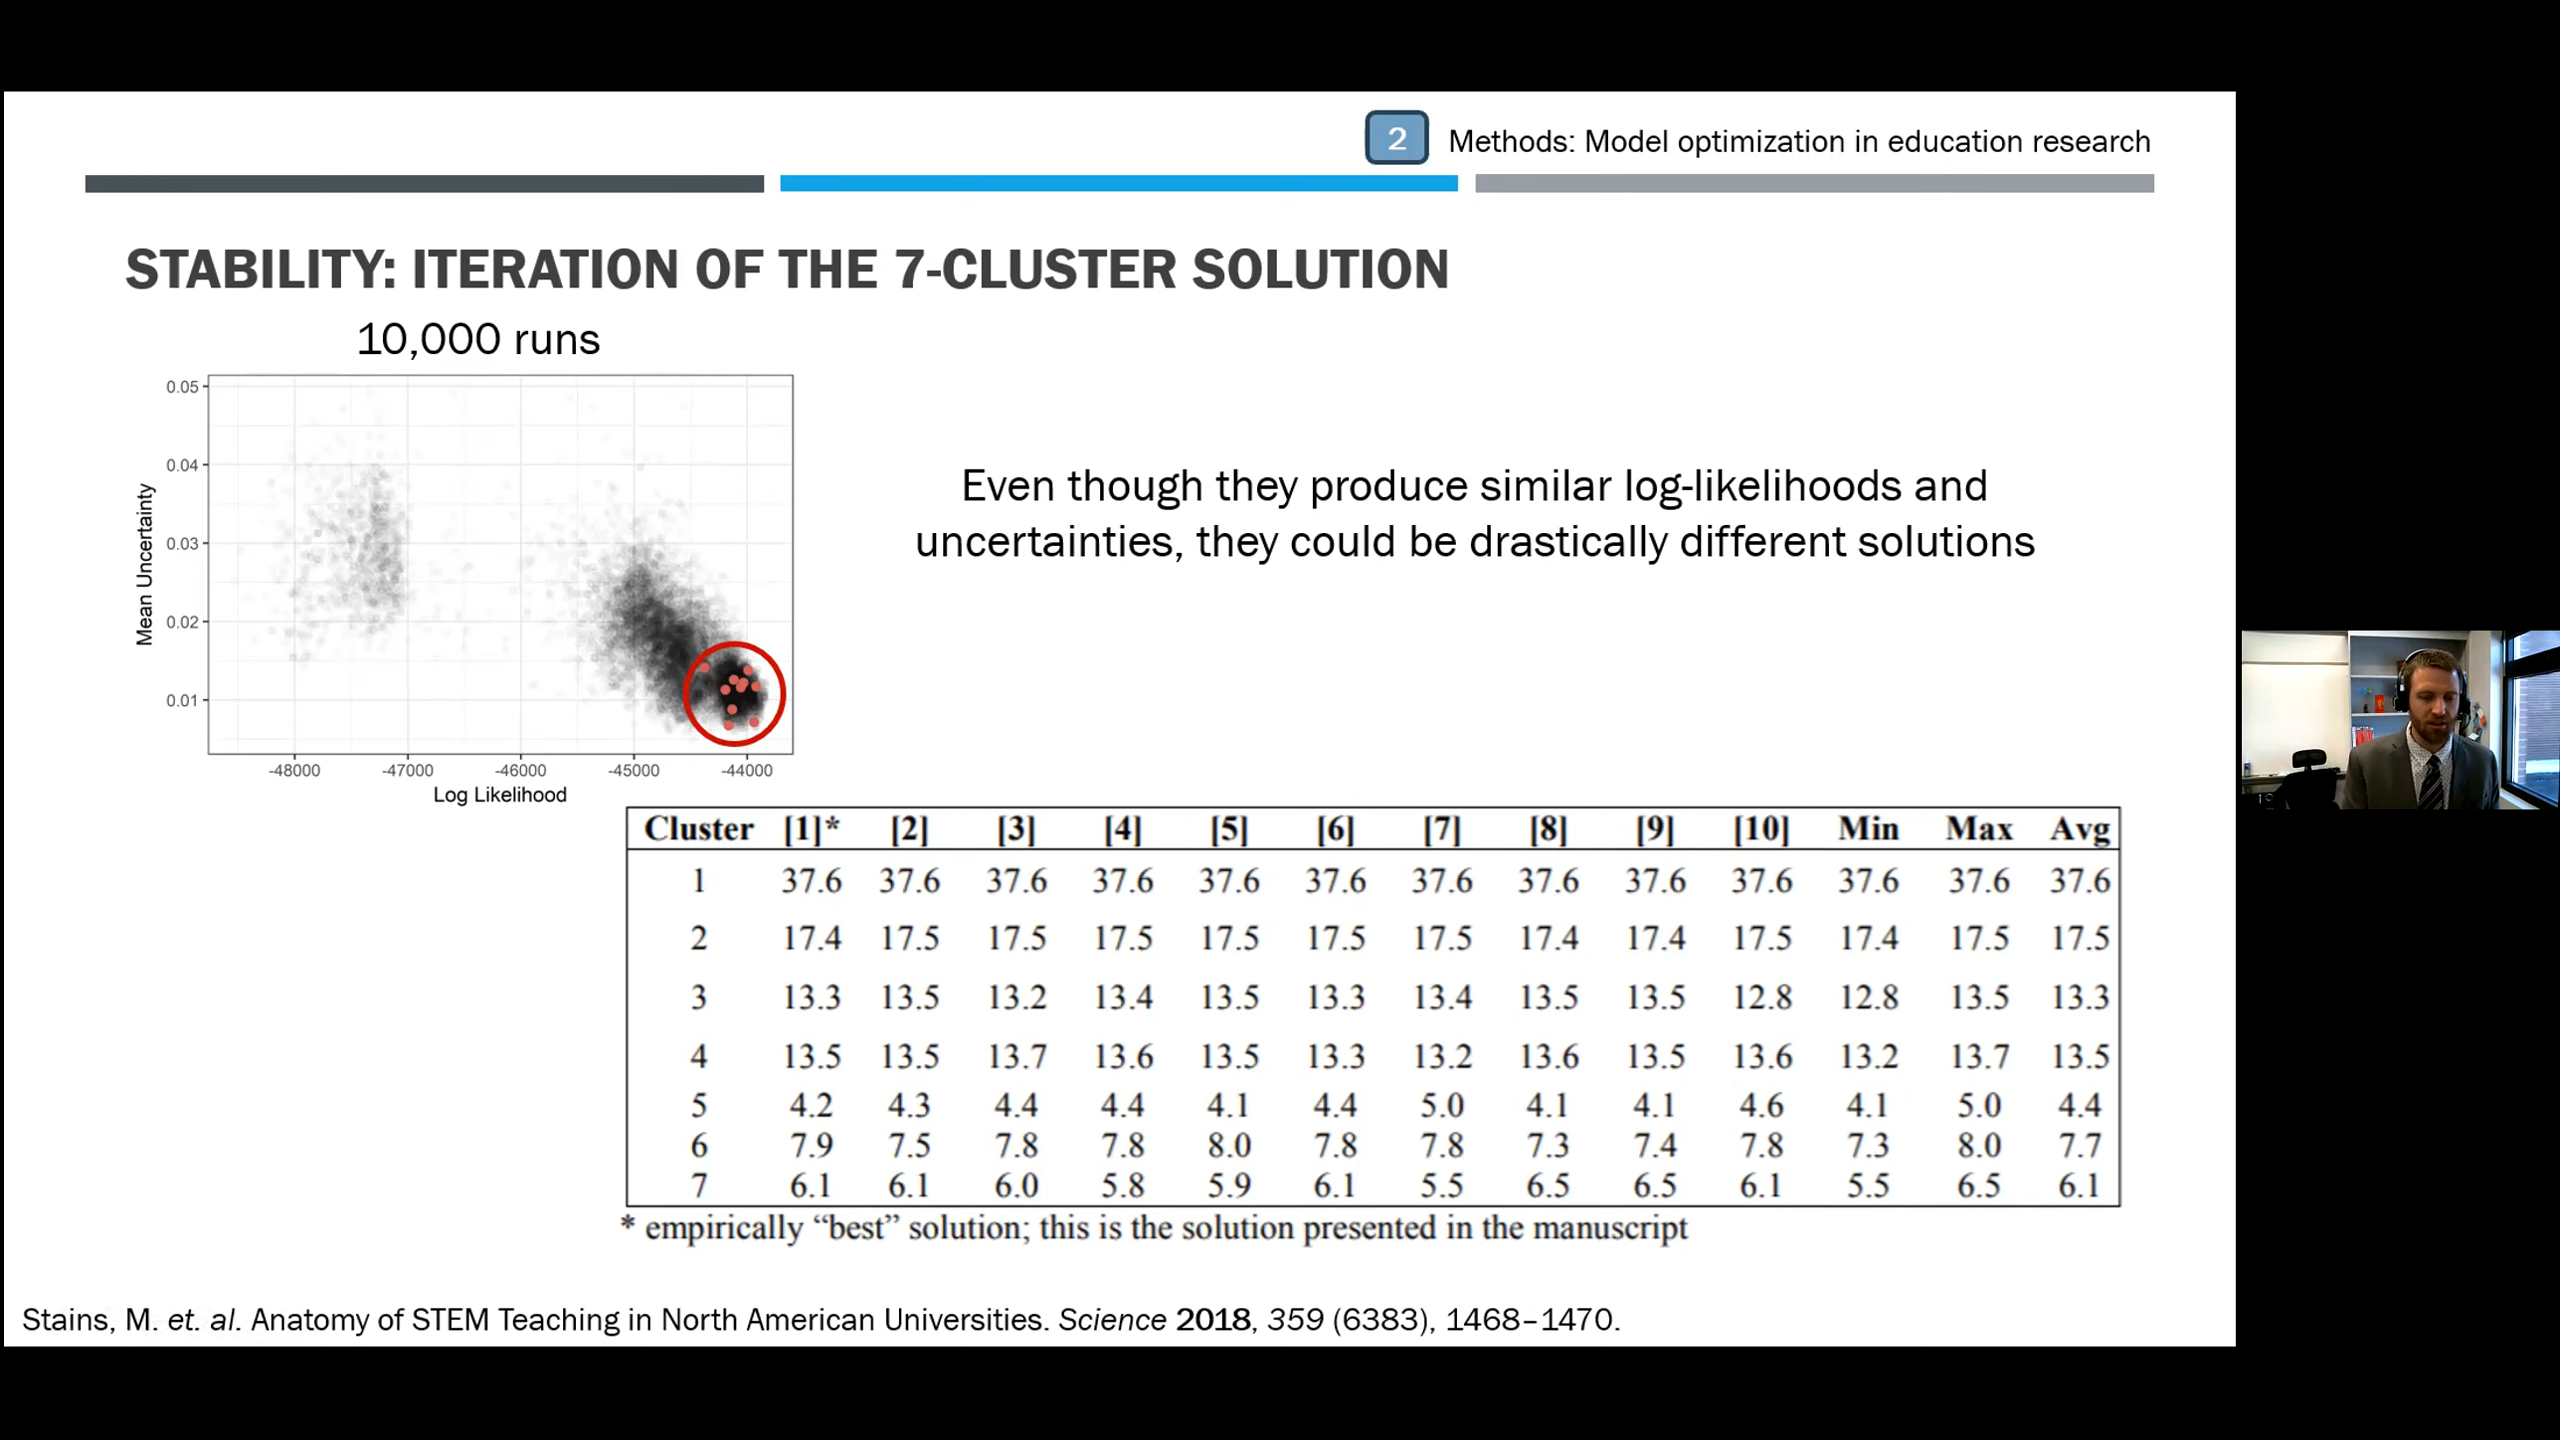 2 Methods: Model optimization in education research
STABILITY: ITERATION OF THE 7-CLUSTER SOLUTION
10,000 runs
0.05
0.04
0.03
0.02
0.01
Mean Uncertainty
-48000 -47000 -46000 -45000 -44000
Log Likelihood
Even though they produce similar log-likelihoods and
uncertainties, they could be drastically different solutions
Cluster [1]* [2] [3] [4] [5] [6] [7] [8] [9] [10] Min Max Avg
1 37.6 37.6 37.6 37.6 37.6 37.6 37.6 37.6 37.6 37.6 37.6 37.6 37.6
2 17.4 17.5 17.5 17.5 17.5 17.5 17.5 17.4 17.4 17.5 17.4 17.5 17.5
3 13.3 13.5 13.2 13.4 13.5 13.3 13.4 13.5 13.5 12.8 12.8 13.5 13.3
4 13.5 13.5 13.7 13.6 13.5 13.3 13.2 13.6 13.5 13.6 13.2 13.7 13.5
5 4.2 4.3 4.4 4.4 4.1 4.4 5.0 4.1 4.1 4.6 4.1 5.0 4.4
6 7.9 7.5 7.8 7.8 8.0 7.8 7.8 7.3 7.4 7.8 7.3 8.0 7.7
7 6.1 6.1 6.0 5.8 5.9 6.1 5.5 6.5 6.5 6.1 5.5 6.5 6.1
* empirically “best” solution; this is the solution presented in the manuscript
Stains, M. et. al. Anatomy of STEM Teaching in North American Universities. Science 2018, 359 (6383), 1468–1470.